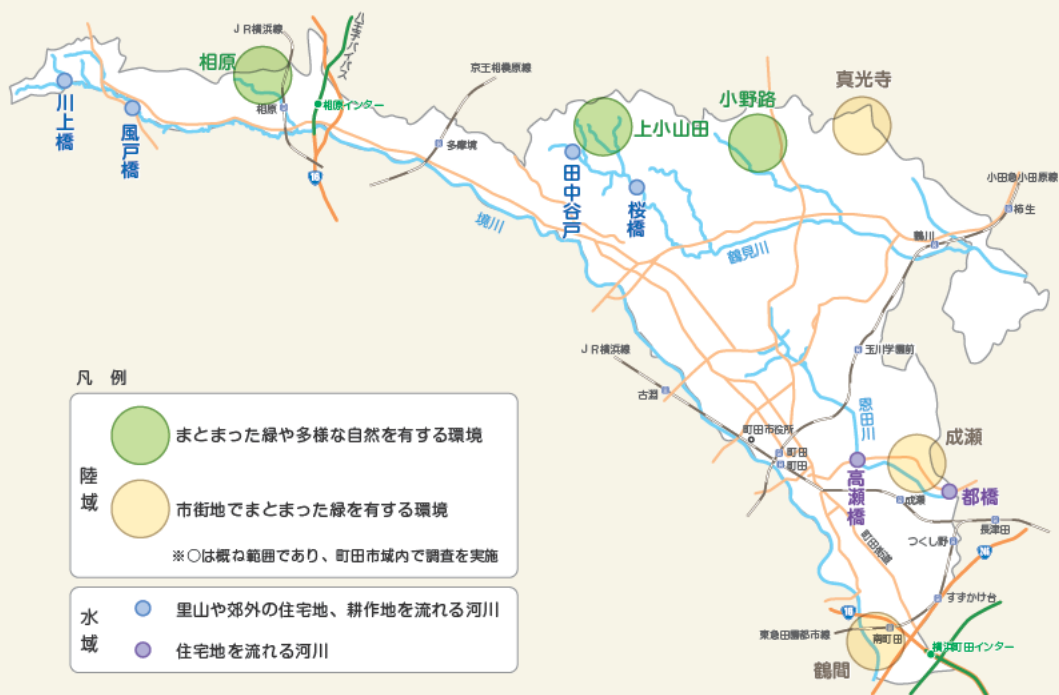 JR横浜線
八王子バイパス
相原
京王相模原線
真光寺
小野路
相原インター
相原
上小山田
川上橋
風戸橋
多摩境
田中谷戸
小田急小田原線
16
桜橋
柿生
境川
鶴見川
鶴川
JR横浜線
玉川学園前
凡 例
古淵
恩田川
まとまった緑や多様な自然を有する環境
町田市役所
成瀬
町田
町田
陸域
高瀬橋
都橋
市街地でまとまった緑を有する環境
成瀬
長津田
町田街道
つくし野
※○は概ね範囲であり、町田市域内で調査を実施
すずかけ台
水域
里山や郊外の住宅地、耕作地を流れる河川
16
東急田園都市線
南町田
横浜町田インター
住宅地を流れる河川
鶴間